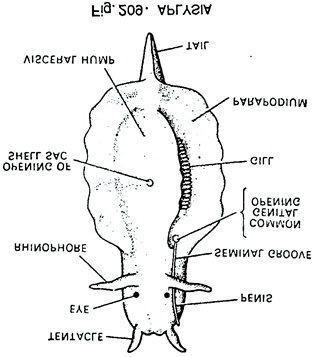 Fig. 209. APLYSIA
TAIL
VISCERAL HUMP
PARAPODIUM
GILL
OPENING OF
SHELL SAC
COMMON
GENITAL
OPENING
RHINOPHORE
SEMINAL GROOVE
EYE
PENIS
TENTACLE